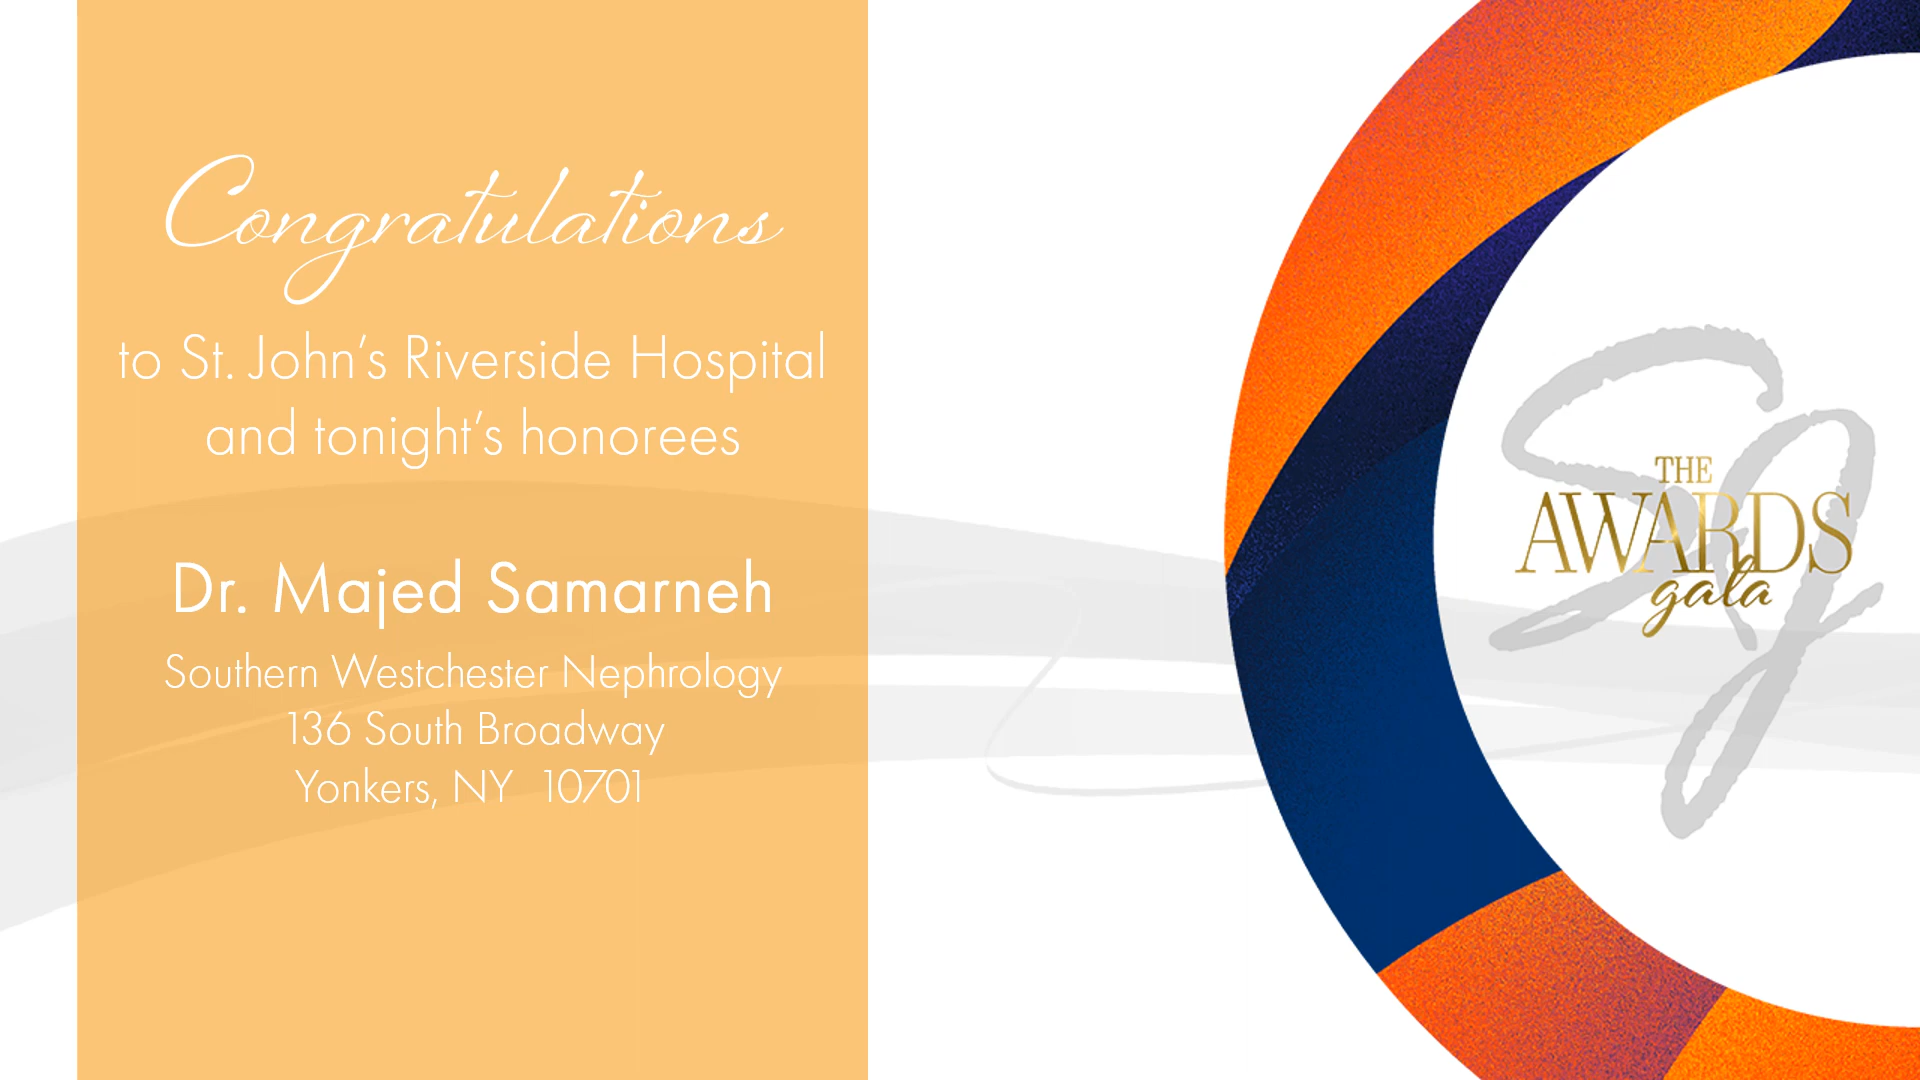 Congratulations
to St. John’s Riverside Hospital
and tonight’s honorees
Dr. Majed Samarneh
Southern Westchester Nephrology
136 South Broadway
Yonkers, NY  10701
SJ
THE
AWARDS
gala